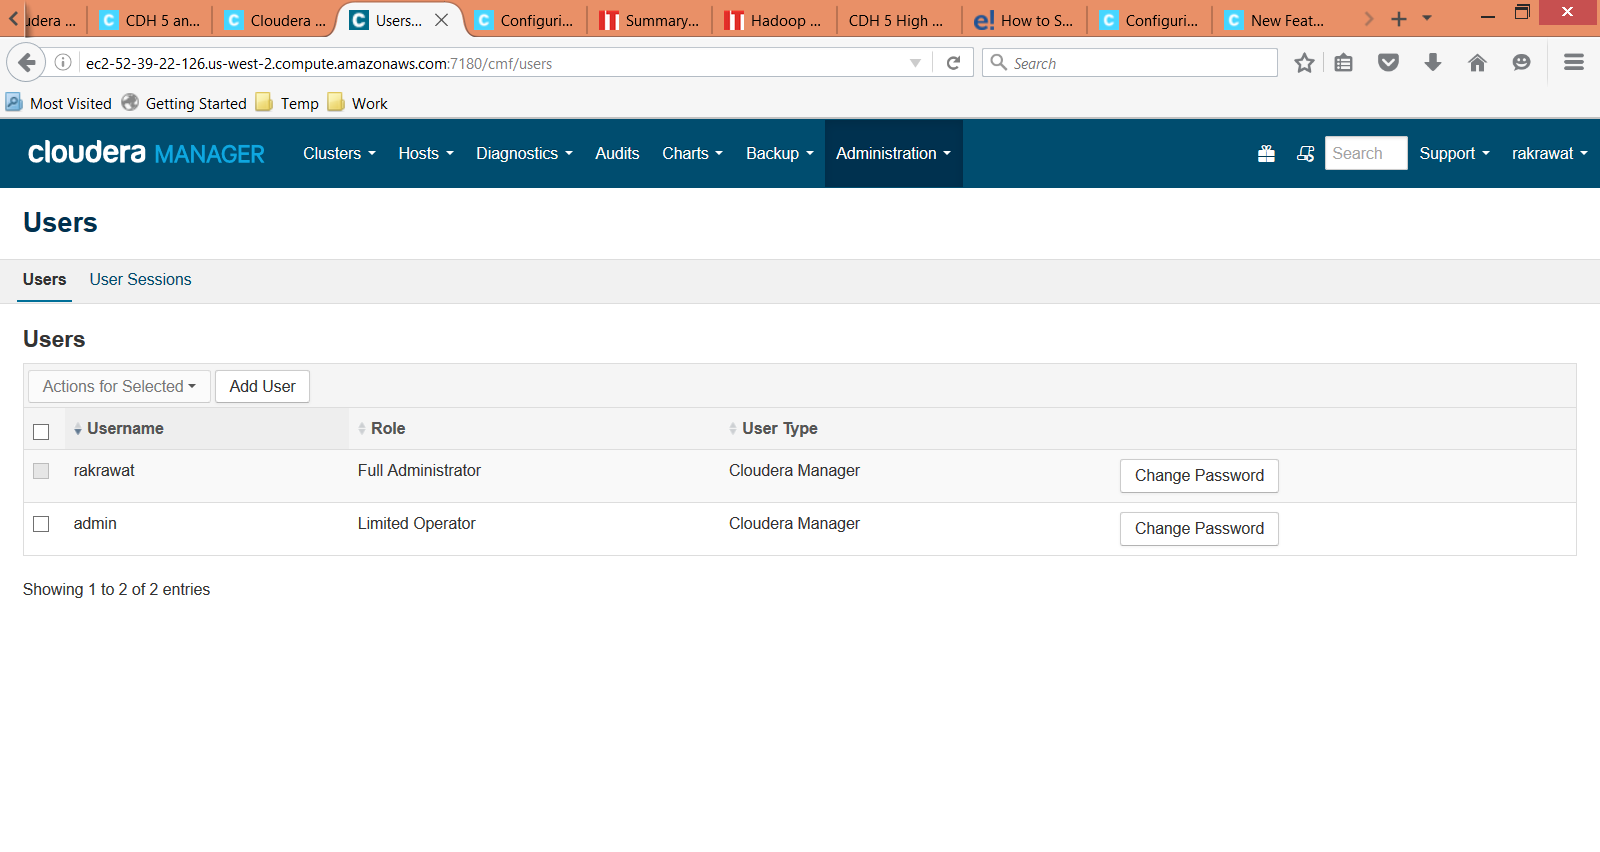 udera ...
CDH 5 an...
Cloudera ...
Users...
Configuri...
Summary...
Hadoop ...
CDH 5 High ...
How to S...
Configuri...
New Feat...
ec2-52-39-22-126.us-west-2.compute.amazonaws.com:7180/cmf/users
Search
Most Visited
Getting Started
Temp
Work
cloudera MANAGER
Clusters
Hosts
Diagnostics
Audits
Charts
Backup
Administration
Search
Support
rakrawat
Users
Users
User Sessions
Users
Actions for Selected
Add User
Username
Role
User Type
rakrawat
Full Administrator
Cloudera Manager
Change Password
admin
Limited Operator
Cloudera Manager
Change Password
Showing 1 to 2 of 2 entries